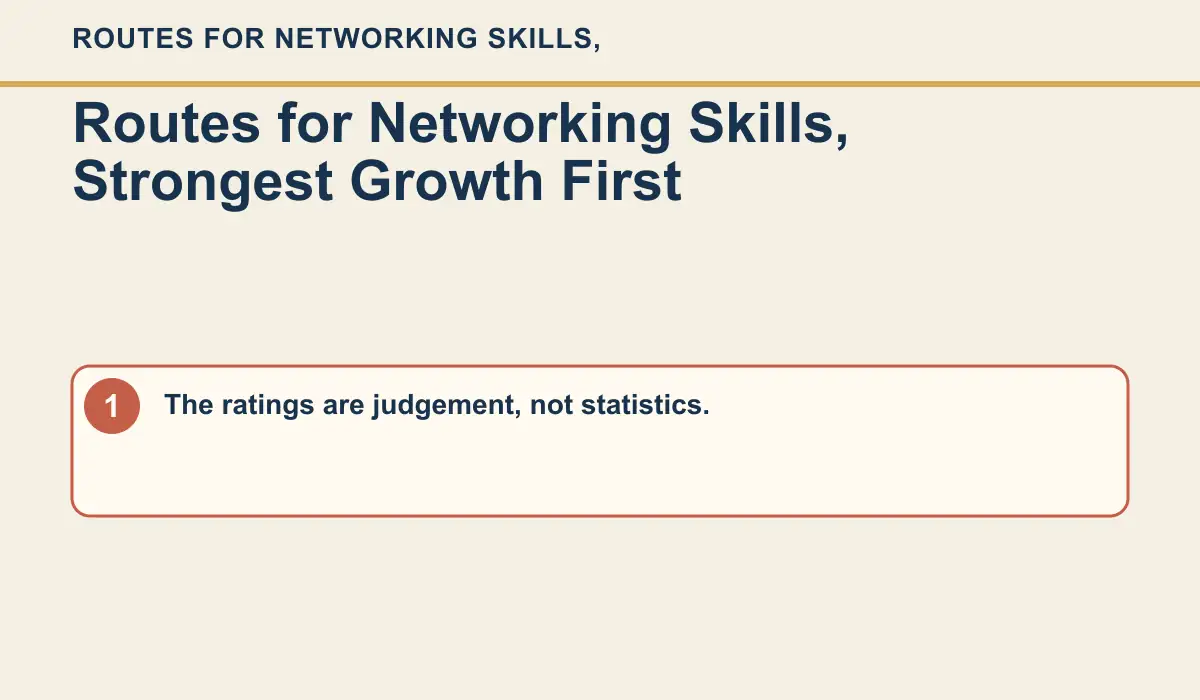 ROUTES FOR NETWORKING SKILLS,
Routes for Networking Skills,
Strongest Growth First
1 The ratings are judgement, not statistics.